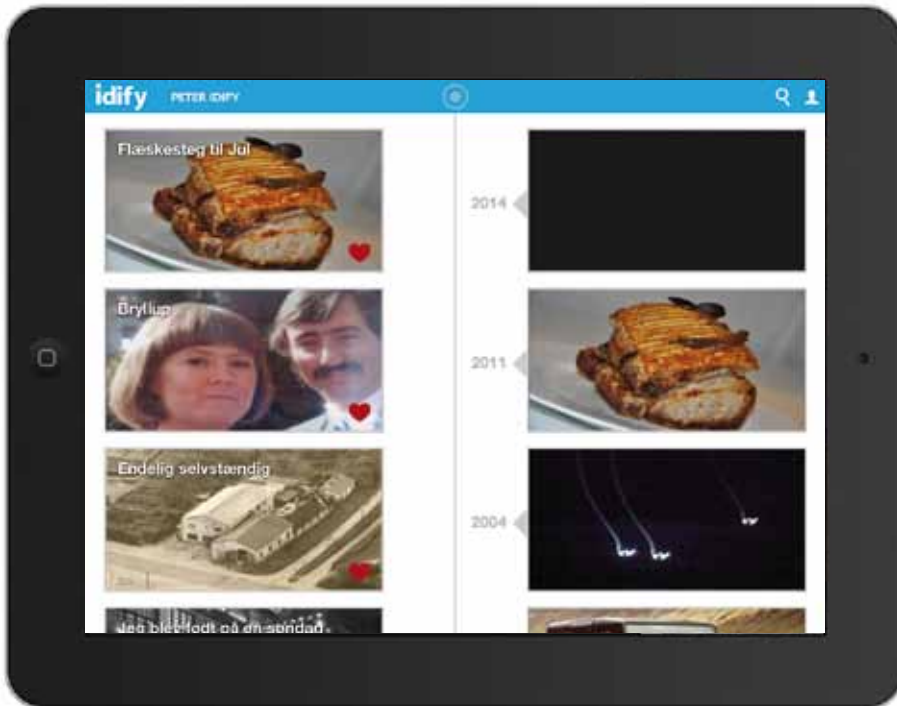 idify
PETER IDIFY
Flæskesteg til Jul
2014
Bryllup
2011
Endelig selvstændig
2004
Jeg blev født på en søndag